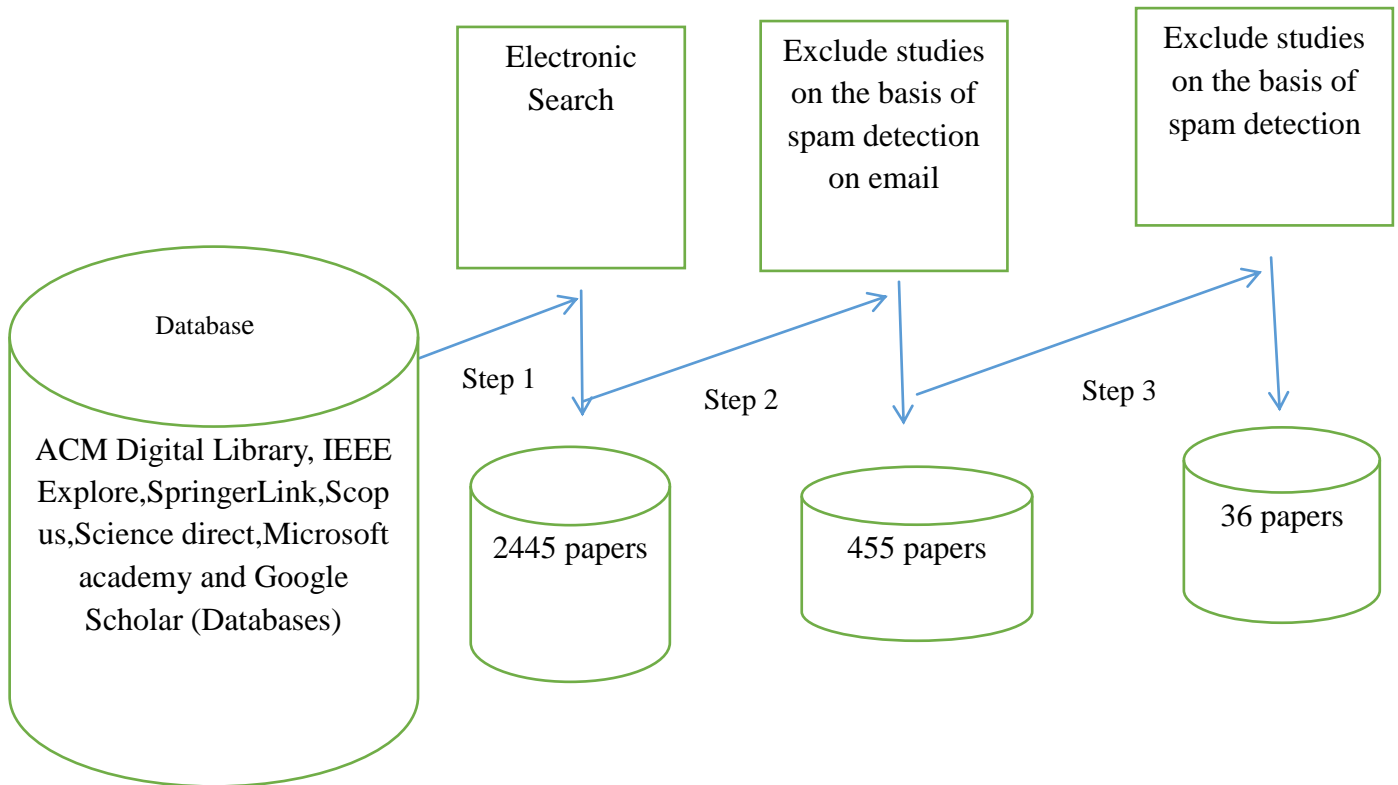 Electronic
Search
Exclude studies
on the basis of
spam detection
on email
Exclude studies
on the basis of
spam detection
Database
ACM Digital Library, IEEE
Explore,SpringerLink,Scop
us,Science direct,Microsoft
academy and Google
Scholar (Databases)
Step 1
Step 2
Step 3
2445 papers
455 papers
36 papers